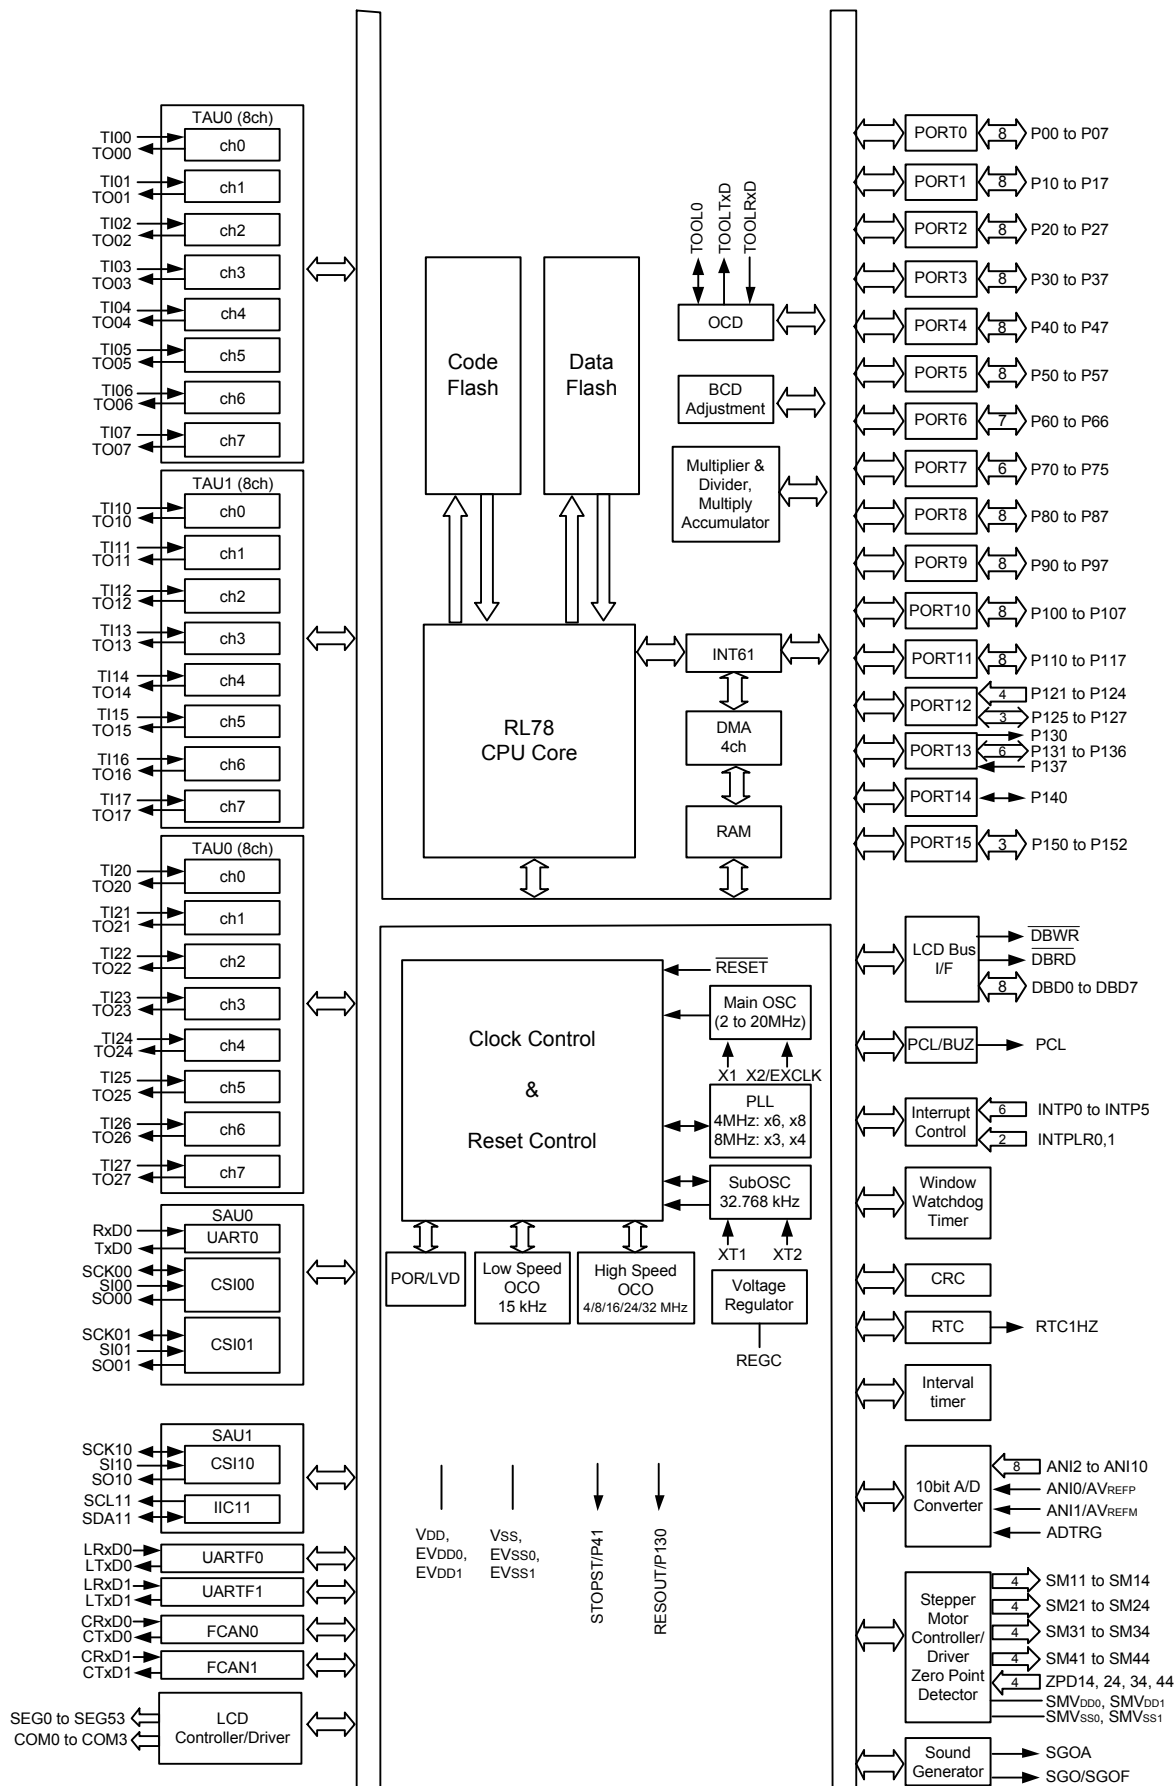 TAU0 (8ch)
TI00
TO00
ch0
TI01
TO01
ch1
TI02
TO02
ch2
TI03
TO03
ch3
TI04
TO04
ch4
TI05
TO05
ch5
TI06
TO06
ch6
TI07
TO07
ch7
TAU1 (8ch)
TI10
TO10
ch0
TI11
TO11
ch1
TI12
TO12
ch2
TI13
TO13
ch3
TI14
TO14
ch4
TI15
TO15
ch5
TI16
TO16
ch6
TI17
TO17
ch7
TAU0 (8ch)
TI20
TO20
ch0
TI21
TO21
ch1
TI22
TO22
ch2
TI23
TO23
ch3
TI24
TO24
ch4
TI25
TO25
ch5
TI26
TO26
ch6
TI27
TO27
ch7
SAU0
RxD0
TxD0
UART0
SCK00
SI00
SO00
CSI00
SCK01
SI01
SO01
CSI01
SAU1
SCK10
SI10
SO10
CSI10
SCL11
SDA11
IIC11
LRxD0
LTxD0
UARTF0
LRxD1
LTxD1
UARTF1
CRxD0
CTxD0
FCAN0
CRxD1
CTxD1
FCAN1
SEG0 to SEG53
COM0 to COM3
LCD
Controller/Driver
Code
Flash
Data
Flash
TOOL0
TOOLTxD
TOOLRxD
OCD
BCD
Adjustment
Multiplier &
Divider,
Multiply
Accumulator
RL78
CPU Core
INT61
DMA
4ch
RAM
Clock Control
&
Reset Control
RESET
Main OSC
(2 to 20MHz)
X1 X2/EXCLK
PLL
4MHz: x6, x8
8MHz: x3, x4
SubOSC
32.768 kHz
XT1 XT2
POR/LVD
Low Speed
OCO
15 kHz
High Speed
OCO
4/8/16/24/32 MHz
Voltage
Regulator
REGC
VDD,
EVDD0,
EVDD1
VSS,
EVSS0,
EVSS1
STOPST/P41
RESOUT/P130
PORT0 8 P00 to P07
PORT1 8 P10 to P17
PORT2 8 P20 to P27
PORT3 8 P30 to P37
PORT4 8 P40 to P47
PORT5 8 P50 to P57
PORT6 7 P60 to P66
PORT7 6 P70 to P75
PORT8 8 P80 to P87
PORT9 8 P90 to P97
PORT10 8 P100 to P107
PORT11 8 P110 to P117
PORT12
4 P121 to P124
3 P125 to P127
PORT13
P130
6 P131 to P136
P137
PORT14 P140
PORT15 3 P150 to P152
LCD Bus
I/F
DBWR
DBRD
8 DBD0 to DBD7
PCL/BUZ PCL
Interrupt
Control
6 INTP0 to INTP5
2 INTPLR0,1
Window
Watchdog
Timer
CRC
RTC RTC1HZ
Interval
timer
10bit A/D
Converter
8 ANI2 to ANI10
ANI0/AVREFP
ANI1/AVREFM
ADTRG
Stepper
Motor
Controller/
Driver
Zero Point
Detector
4 SM11 to SM14
4 SM21 to SM24
4 SM31 to SM34
4 SM41 to SM44
4 ZPD14, 24, 34, 44
SMVDD0, SMVDD1
SMVSS0, SMVSS1
Sound
Generator
SGOA
SGO/SGOF